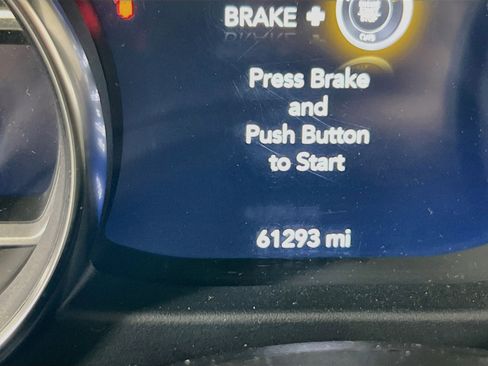 BRAKE +
Press Brake
and
Push Button
to Start
61293 mi